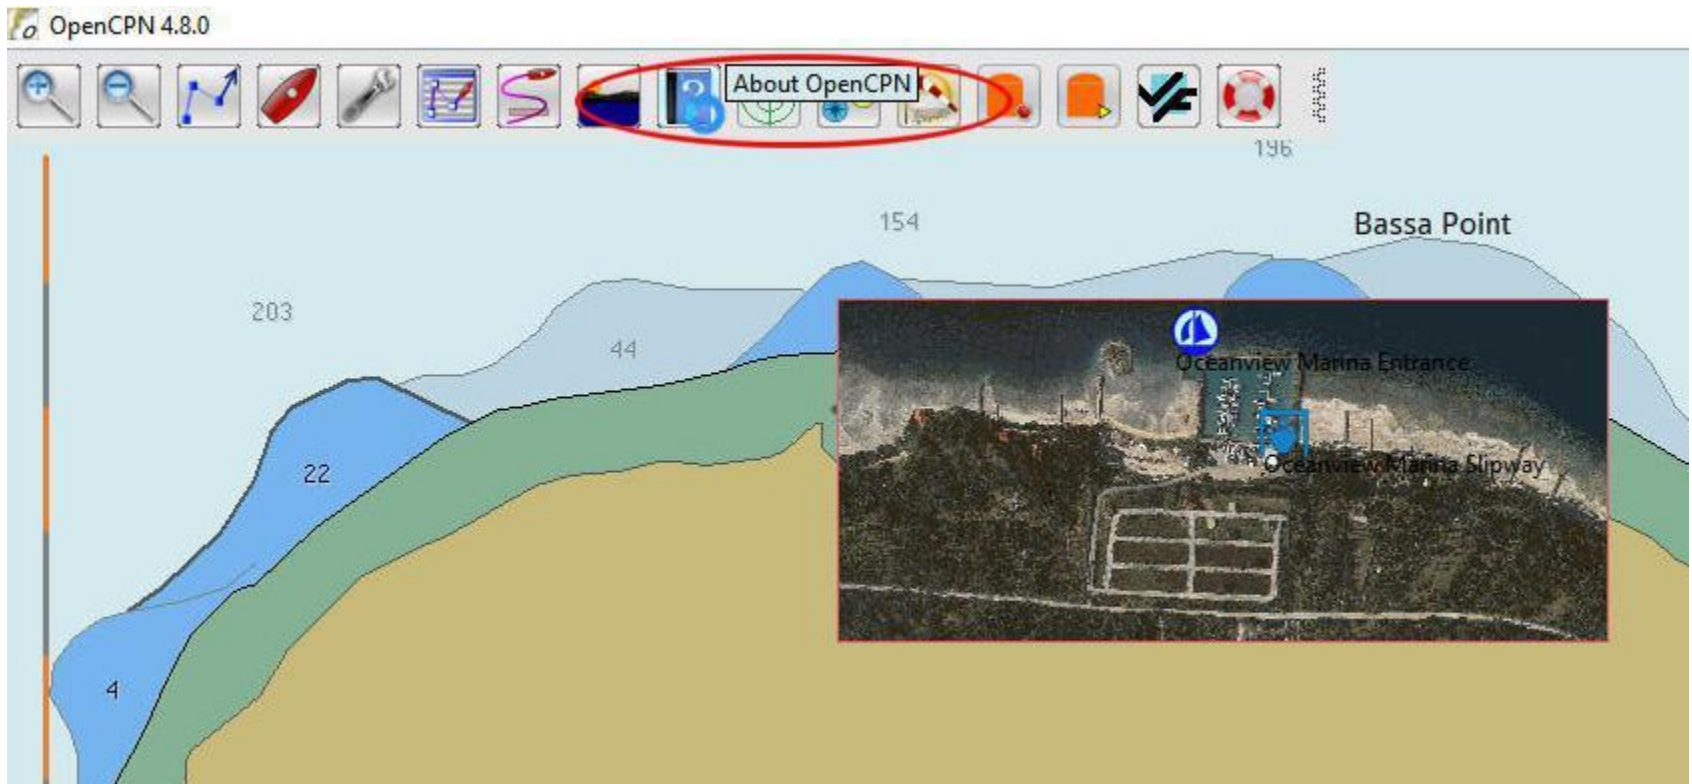 OpenCPN 4.8.0
About OpenCPN
196
154
Bassa Point
203
44
Oceanview Marina Entrance
22
Oceanview Marina Slipway
4